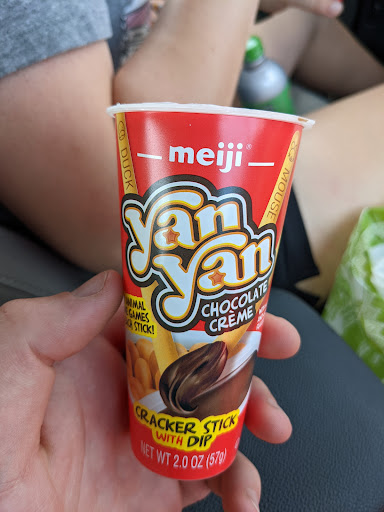 meiji
DUCK
MOUSE
yan
yan
CHOCOLATE
CRÈME
GAMES
STICK!
CRACKER STICK
WITH DIP
NET WT 2.0 OZ (57g)